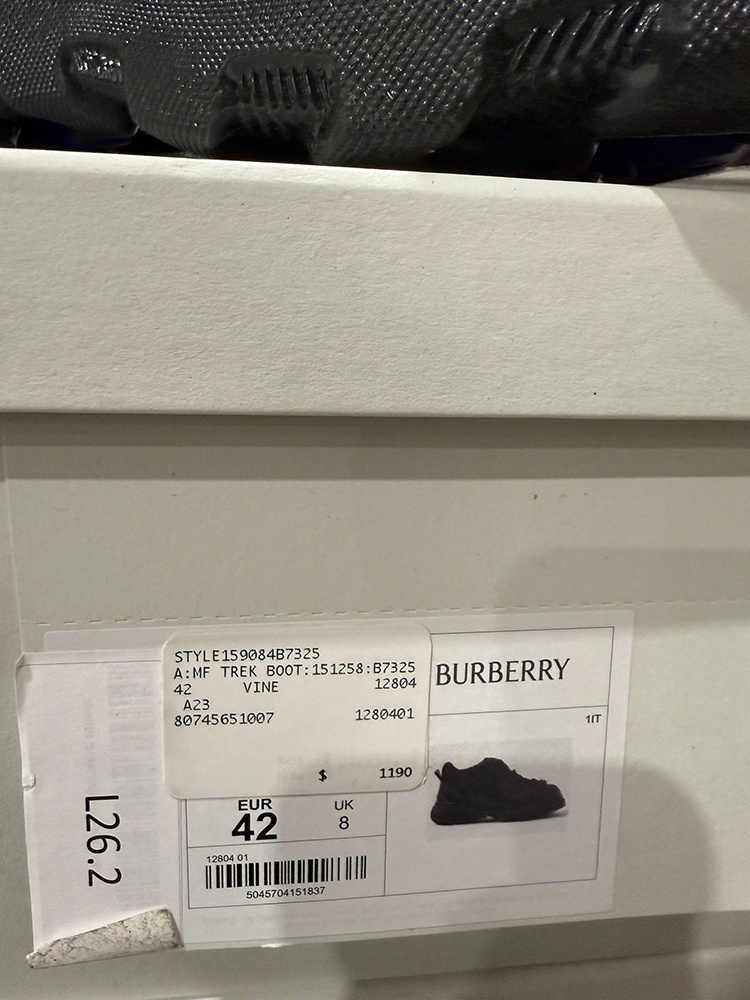 STYLE159084B7325
A:MF TREK BOOT:151258:B7325
42 VINE 12804
A23
80745651007 1280401
$ 1190
BURBERRY
1IT
EUR UK
42 8
12804 01
5045704151837
L26.2